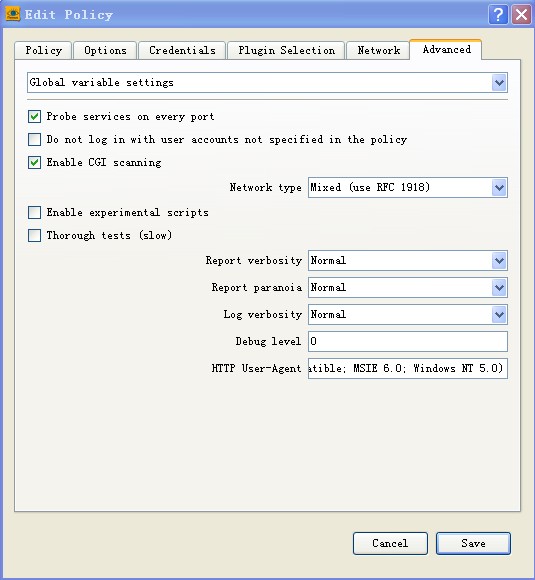 Edit Policy
Policy Options Credentials Plugin Selection Network Advanced
Global variable settings
Probe services on every port
Do not log in with user accounts not specified in the policy
Enable CGI scanning
Network type Mixed (use RFC 1918)
Enable experimental scripts
Thorough tests (slow)
Report verbosity Normal
Report paranoia Normal
Log verbosity Normal
Debug level 0
HTTP User-Agent atible; MSIE 6.0; Windows NT 5.0)
Cancel Save